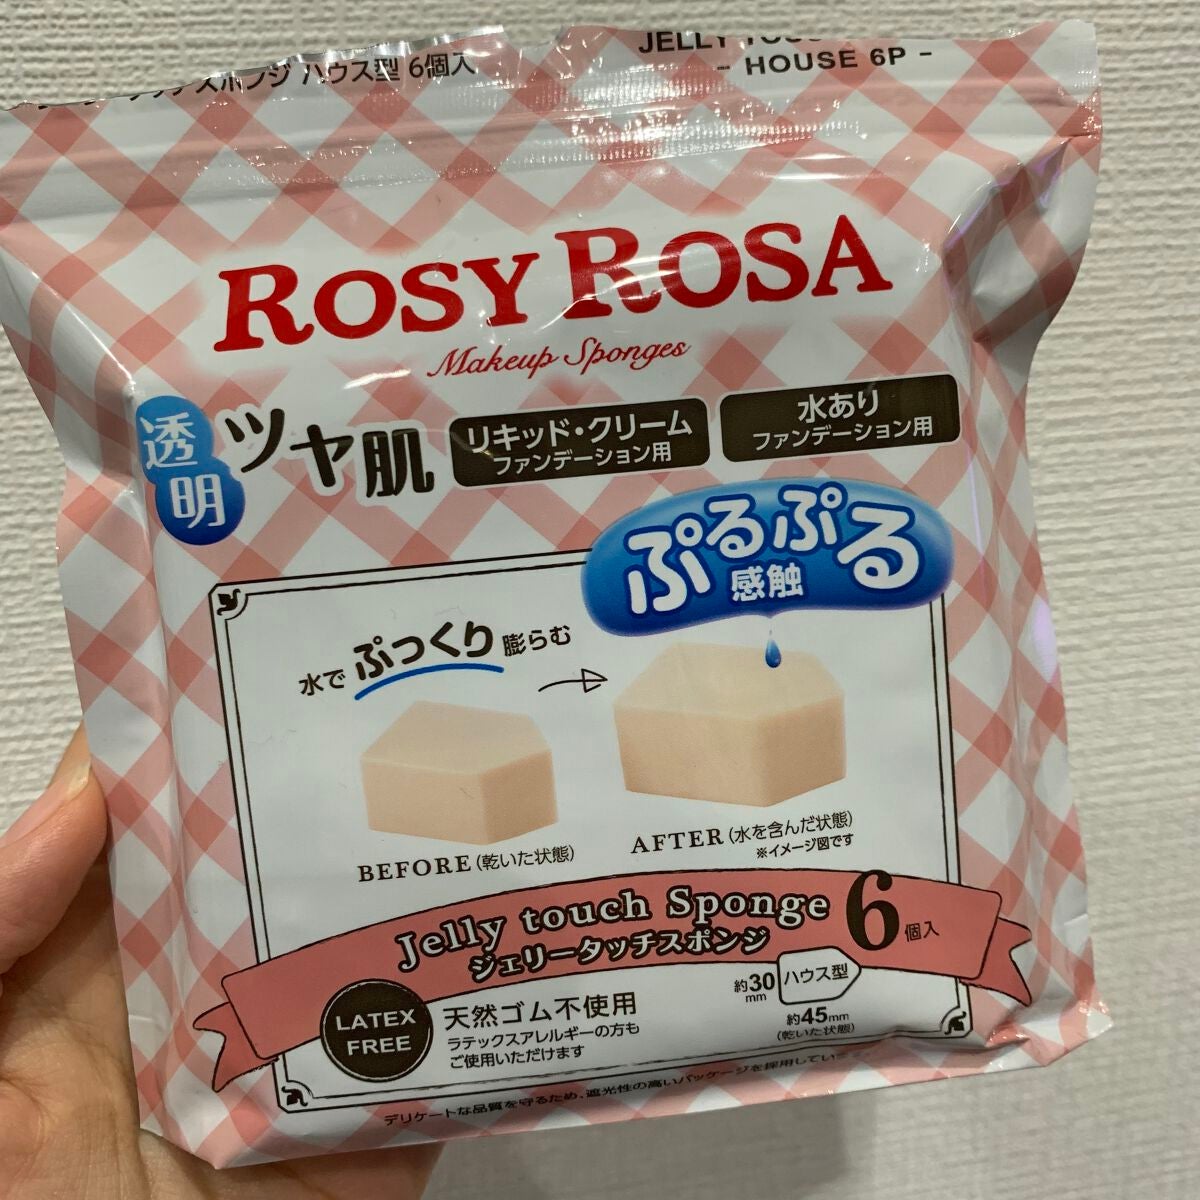 スポンジ ハウス型 6個入
JELLY
- HOUSE 6P -
ROSY ROSA
Makeup Sponges
透明
ツヤ肌
リキッド・クリーム
ファンデーション用
水あり
ファンデーション用
ぷるぷる
感触
水でぷっくり膨らむ
BEFORE(乾いた状態)
AFTER(水を含んだ状態)
※イメージ図です
Jelly touch Sponge
ジェリータッチスポンジ
6個入
LATEX
FREE
天然ゴム不使用
ラテックスアレルギーの方も
ご使用いただけます
約30
mm
ハウス型
約45mm
(乾いた状態)
デリケートな品質を守るため、遮光性の高いパッケージを採用してい